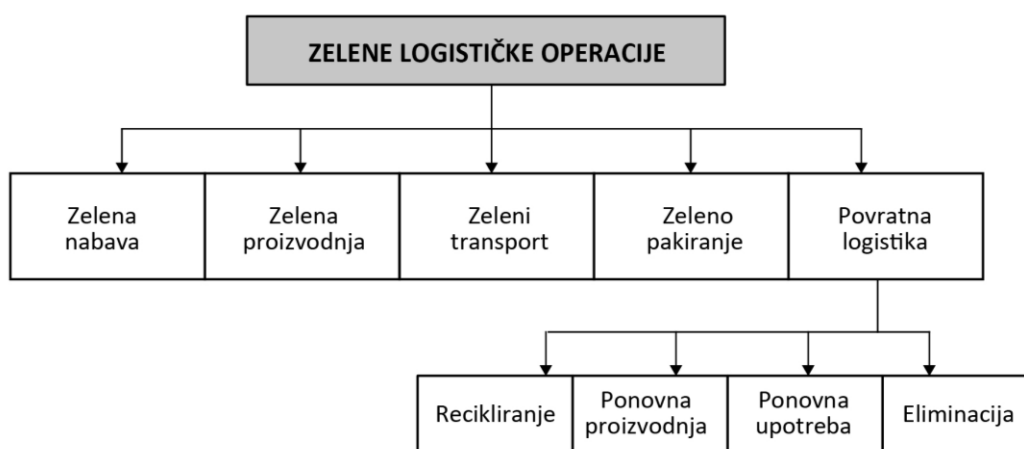 ZELENE LOGISTIČKE OPERACIJE
Zelena
nabava
Zelena
proizvodnja
Zeleni
transport
Zeleno
pakiranje
Povratna
logistika
Recikliranje
Ponovna
proizvodnja
Ponovna
upotreba
Eliminacija